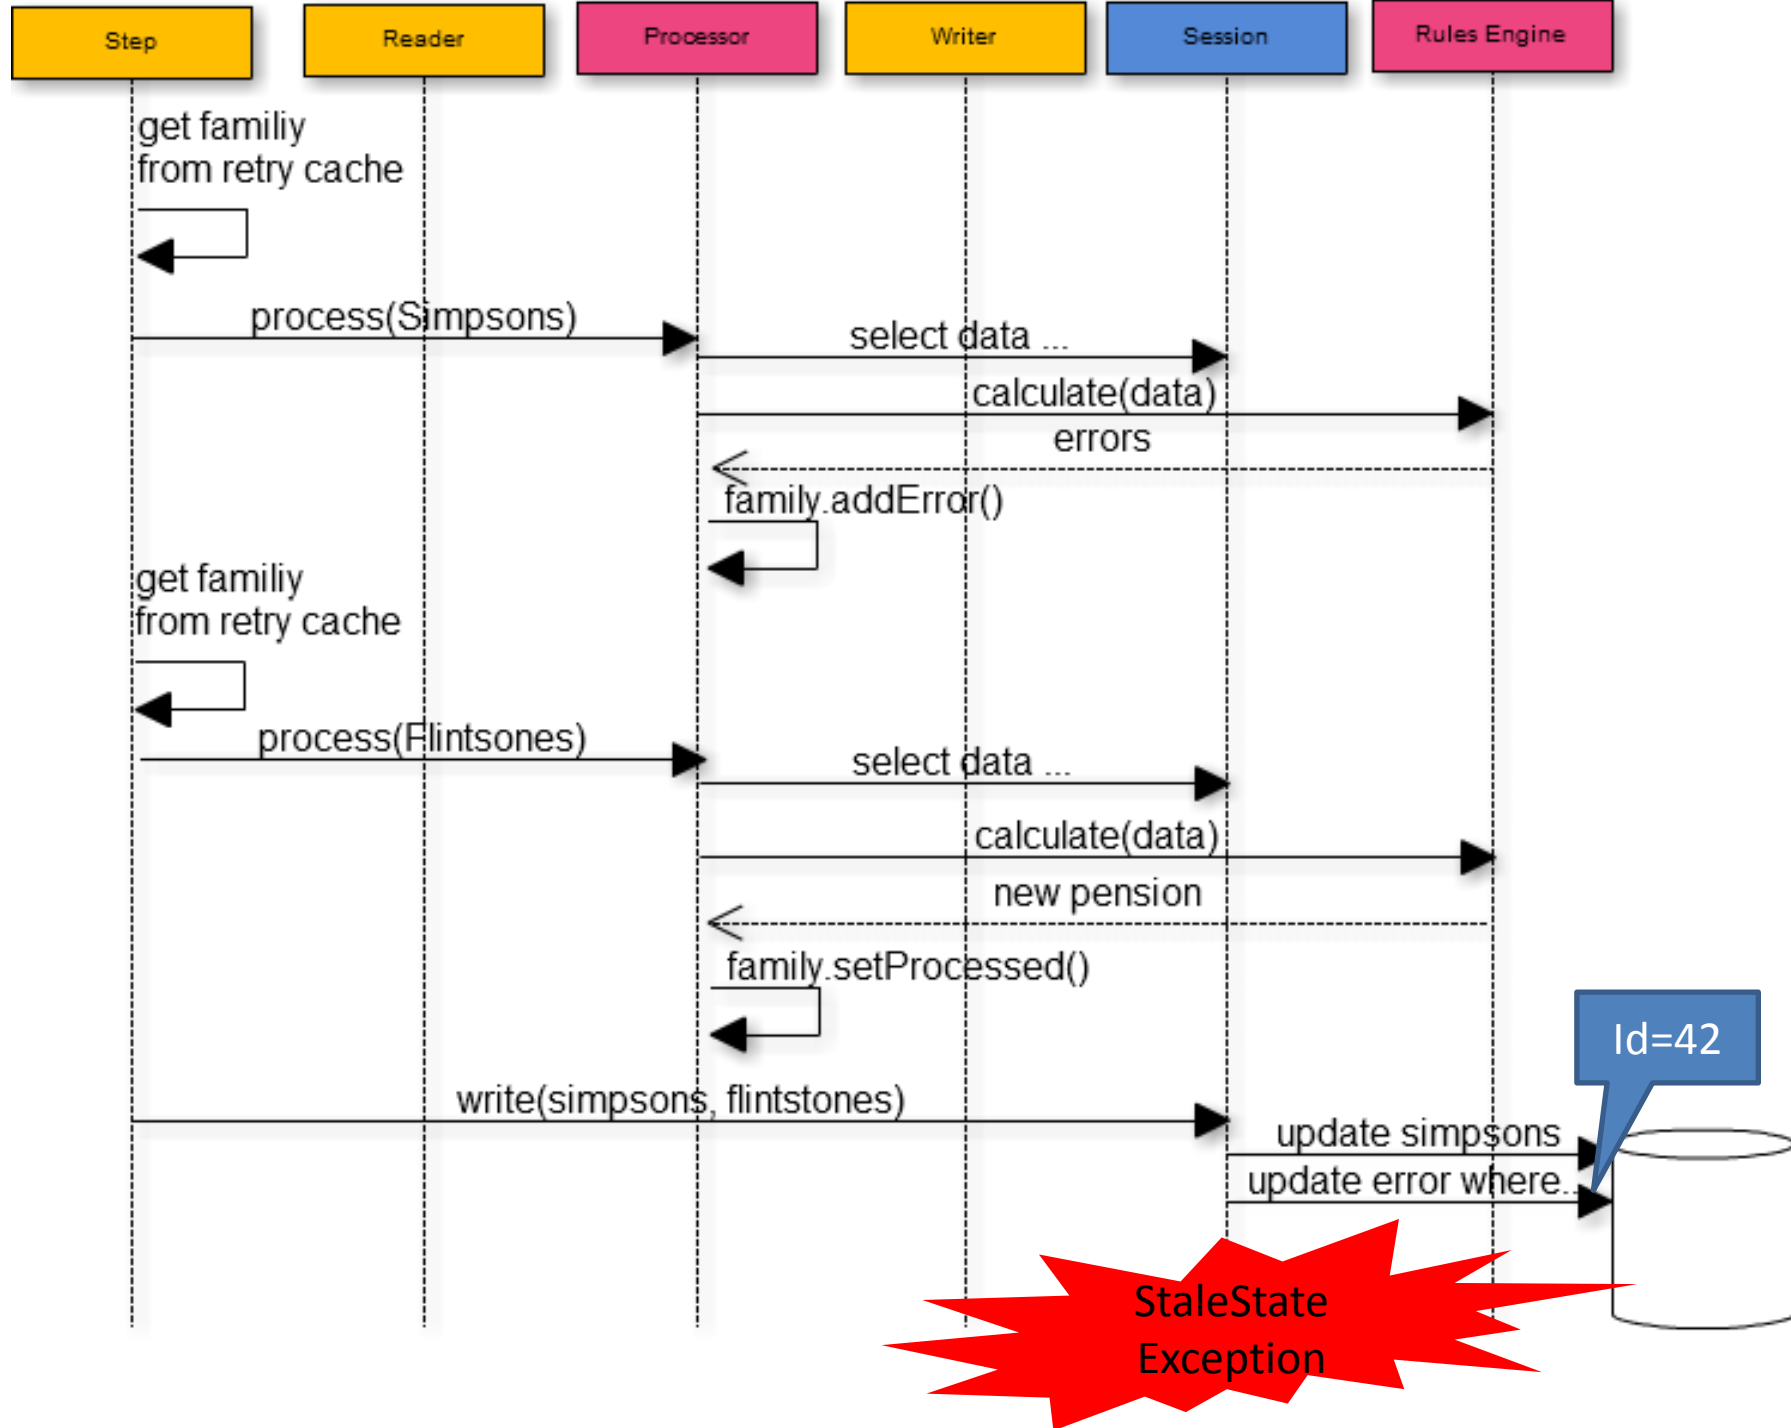 Step
Reader
Processor
Writer
Session
Rules Engine
get familiy
from retry cache
process(Simpsons)
select data ...
calculate(data)
errors
family.addError()
get familiy
from retry cache
process(Flintsones)
select data ...
calculate(data)
new pension
family.setProcessed()
Id=42
write(simpsons, flintstones)
update simpsons
update error where..
StaleState
Exception